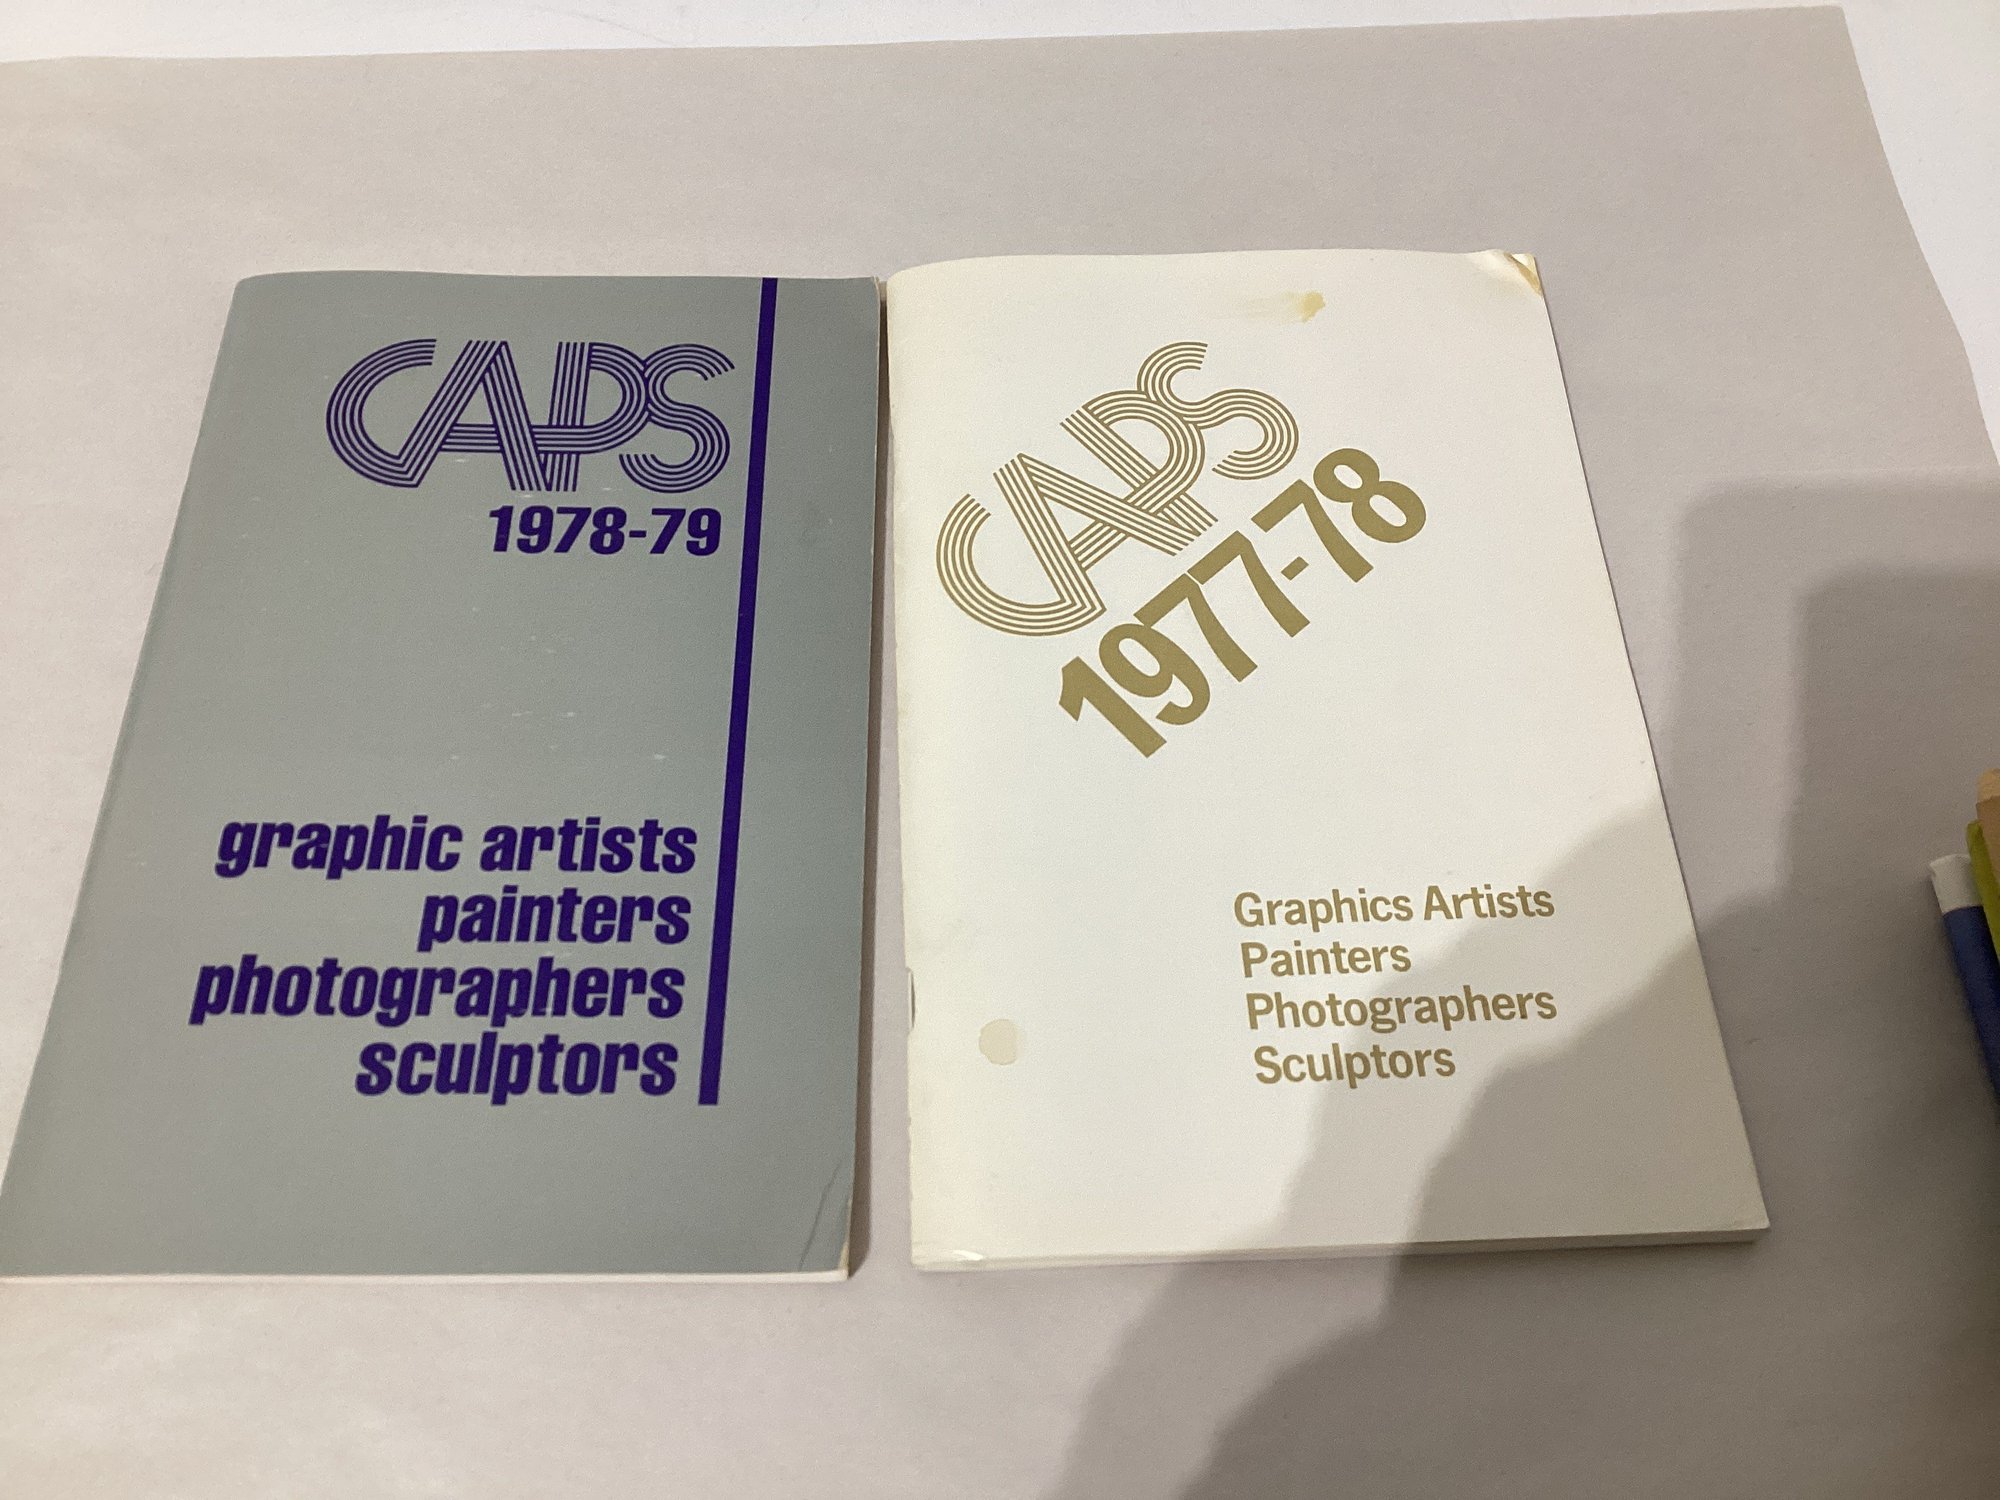 CAPS
1978-79
graphic artists
painters
photographers
sculptors
CAPS
1977-78
Graphics Artists
Painters
Photographers
Sculptors